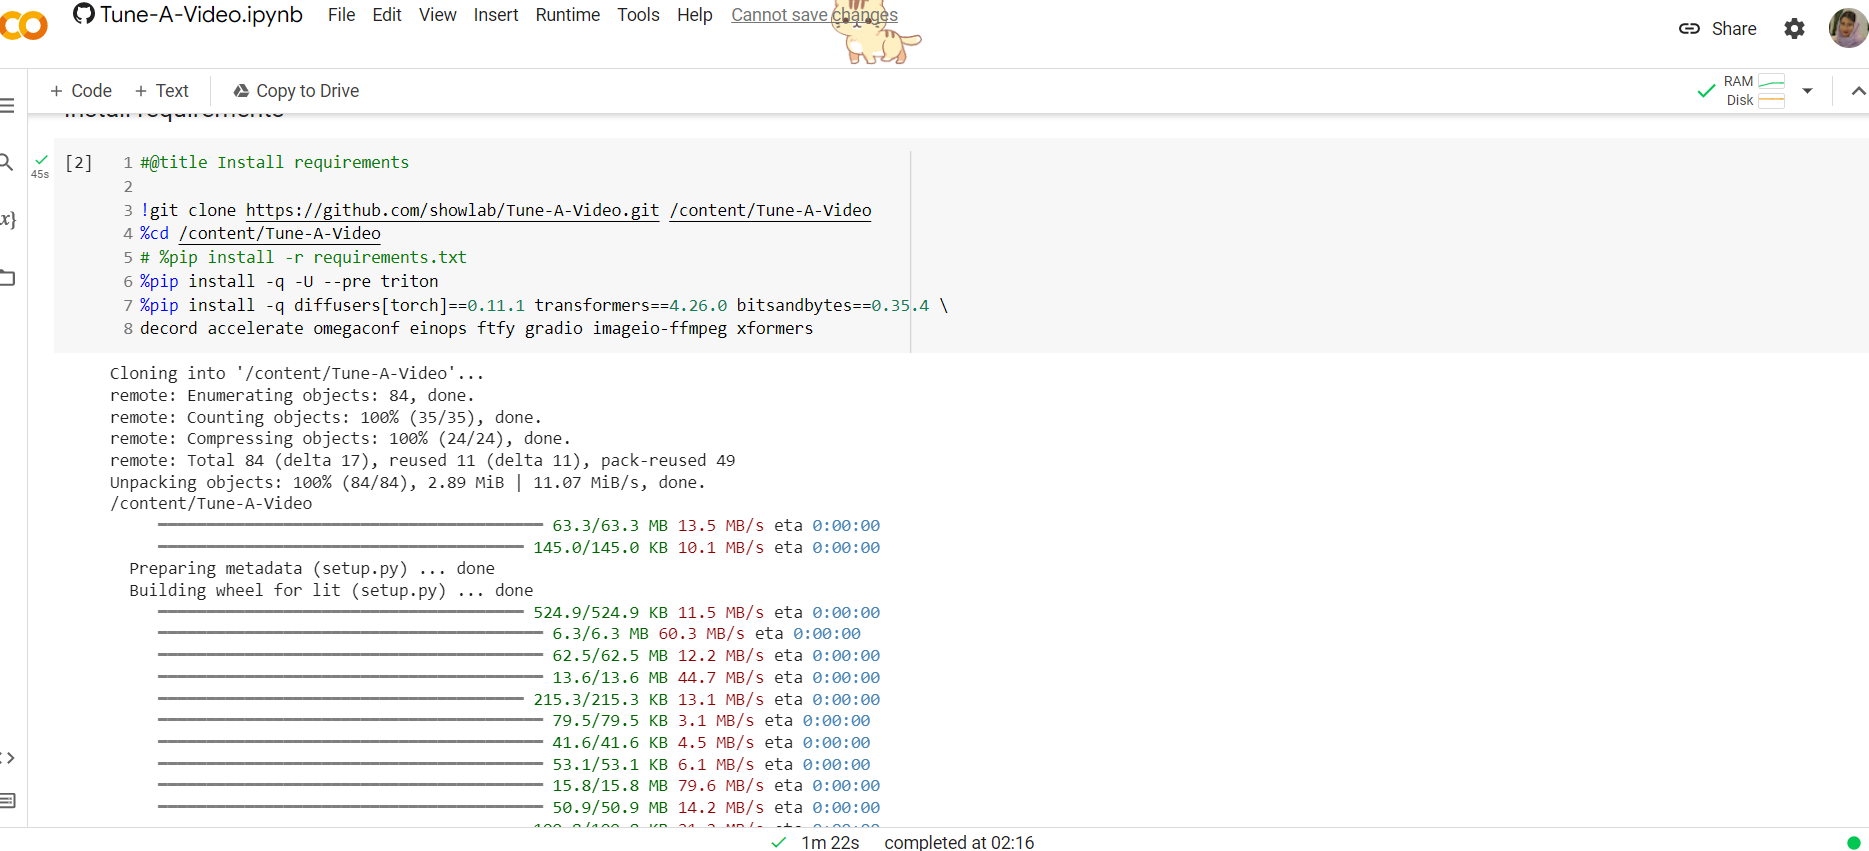 Tune-A-Video.ipynb File Edit View Insert Runtime Tools Help Cannot save changes
Share
+ Code + Text Copy to Drive
RAM
Disk
Install requirements
45s
[2]
1 #@title Install requirements
2
3 !git clone https://github.com/showlab/Tune-A-Video.git /content/Tune-A-Video
4 %cd /content/Tune-A-Video
5 # %pip install -r requirements.txt
6 %pip install -q -U --pre triton
7 %pip install -q diffusers[torch]==0.11.1 transformers==4.26.0 bitsandbytes==0.35.4 \
8 decord accelerate omegaconf einops ftfy gradio imageio-ffmpeg xformers
Cloning into '/content/Tune-A-Video'...
remote: Enumerating objects: 84, done.
remote: Counting objects: 100% (35/35), done.
remote: Compressing objects: 100% (24/24), done.
remote: Total 84 (delta 17), reused 11 (delta 11), pack-reused 49
Unpacking objects: 100% (84/84), 2.89 MiB | 11.07 MiB/s, done.
/content/Tune-A-Video
63.3/63.3 MB 13.5 MB/s eta 0:00:00
145.0/145.0 KB 10.1 MB/s eta 0:00:00
Preparing metadata (setup.py) ... done
Building wheel for lit (setup.py) ... done
524.9/524.9 KB 11.5 MB/s eta 0:00:00
6.3/6.3 MB 60.3 MB/s eta 0:00:00
62.5/62.5 MB 12.2 MB/s eta 0:00:00
13.6/13.6 MB 44.7 MB/s eta 0:00:00
215.3/215.3 KB 13.1 MB/s eta 0:00:00
79.5/79.5 KB 3.1 MB/s eta 0:00:00
41.6/41.6 KB 4.5 MB/s eta 0:00:00
53.1/53.1 KB 6.1 MB/s eta 0:00:00
15.8/15.8 MB 79.6 MB/s eta 0:00:00
50.9/50.9 MB 14.2 MB/s eta 0:00:00
1m 22s completed at 02:16